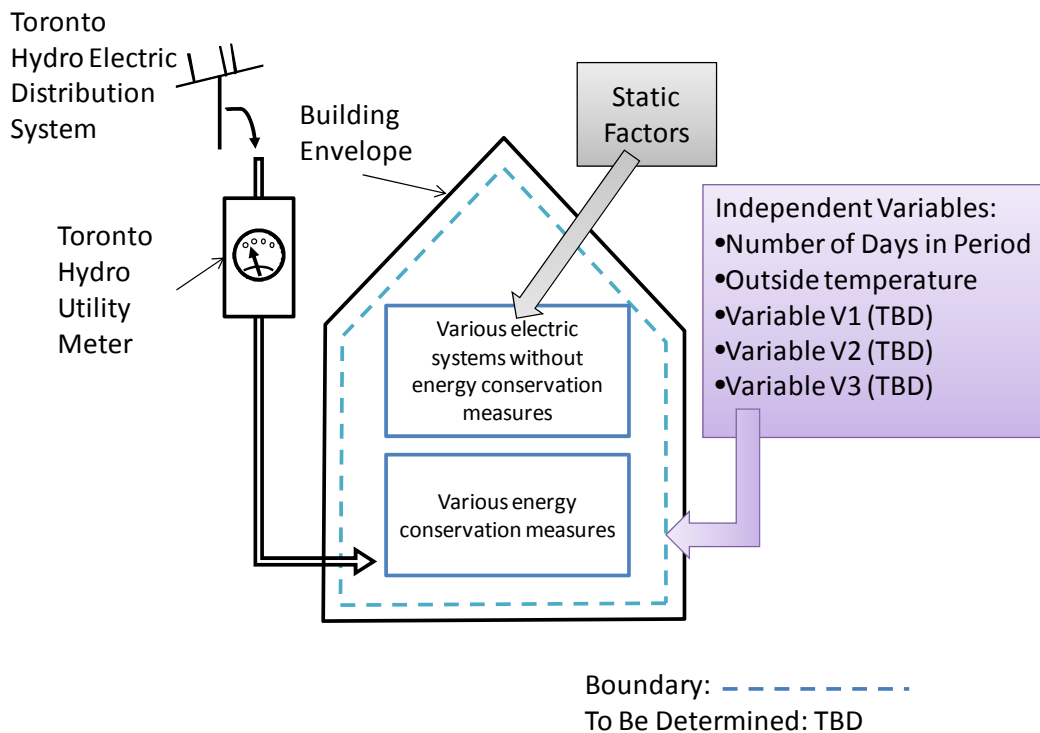 Toronto
Hydro Electric
Distribution
System
Building
Envelope
Static
Factors
Toronto
Hydro
Utility
Meter
Independent Variables:
•Number of Days in Period
•Outside temperature
•Variable V1 (TBD)
•Variable V2 (TBD)
•Variable V3 (TBD)
Various electric
systems without
energy conservation
measures
Various energy
conservation measures
Boundary:
To Be Determined: TBD